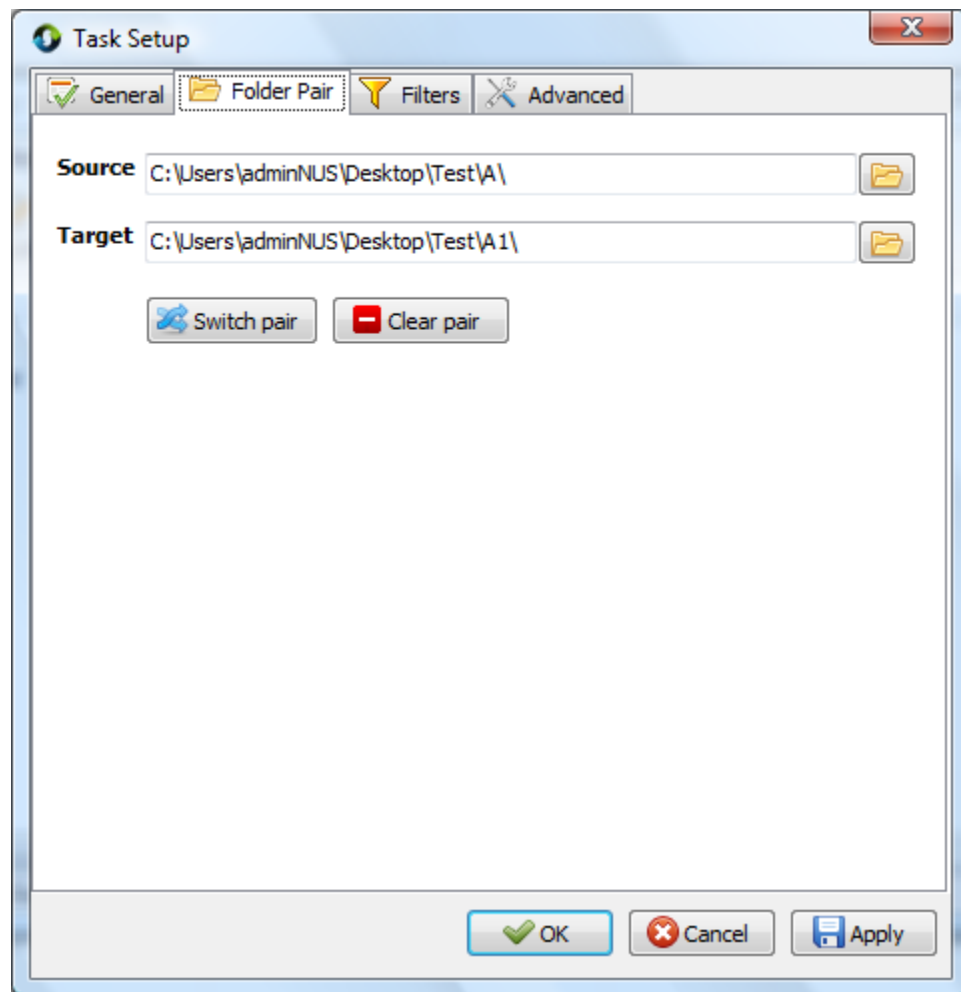 Task Setup
General Folder Pair Filters Advanced
Source C:\Users\adminNUS\Desktop\Test\A\
Target C:\Users\adminNUS\Desktop\Test\A1\
Switch pair Clear pair
OK Cancel Apply